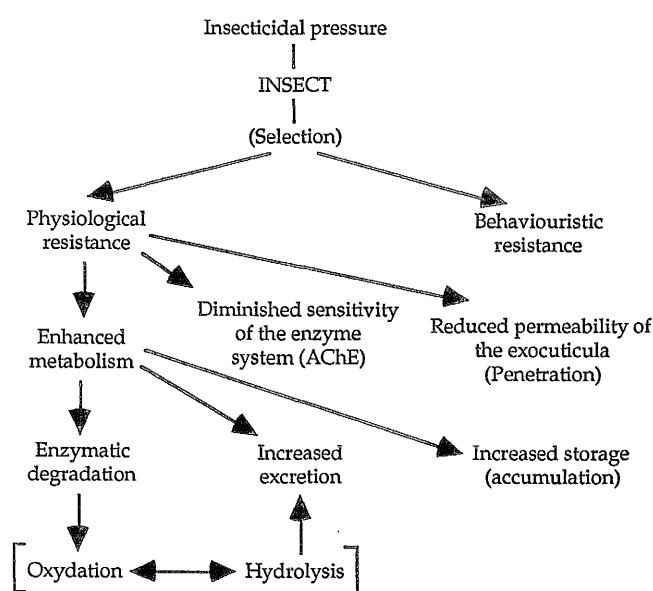 Insecticidal pressure
INSECT
(Selection)
Physiological
resistance
Behaviouristic
resistance
Diminished sensitivity
of the enzyme
system (AChE)
Reduced permeability of
the exocuticula
(Penetration)
Enhanced
metabolism
Enzymatic
degradation
Increased
excretion
Increased storage
(accumulation)
[Oxydation Hydrolysis]